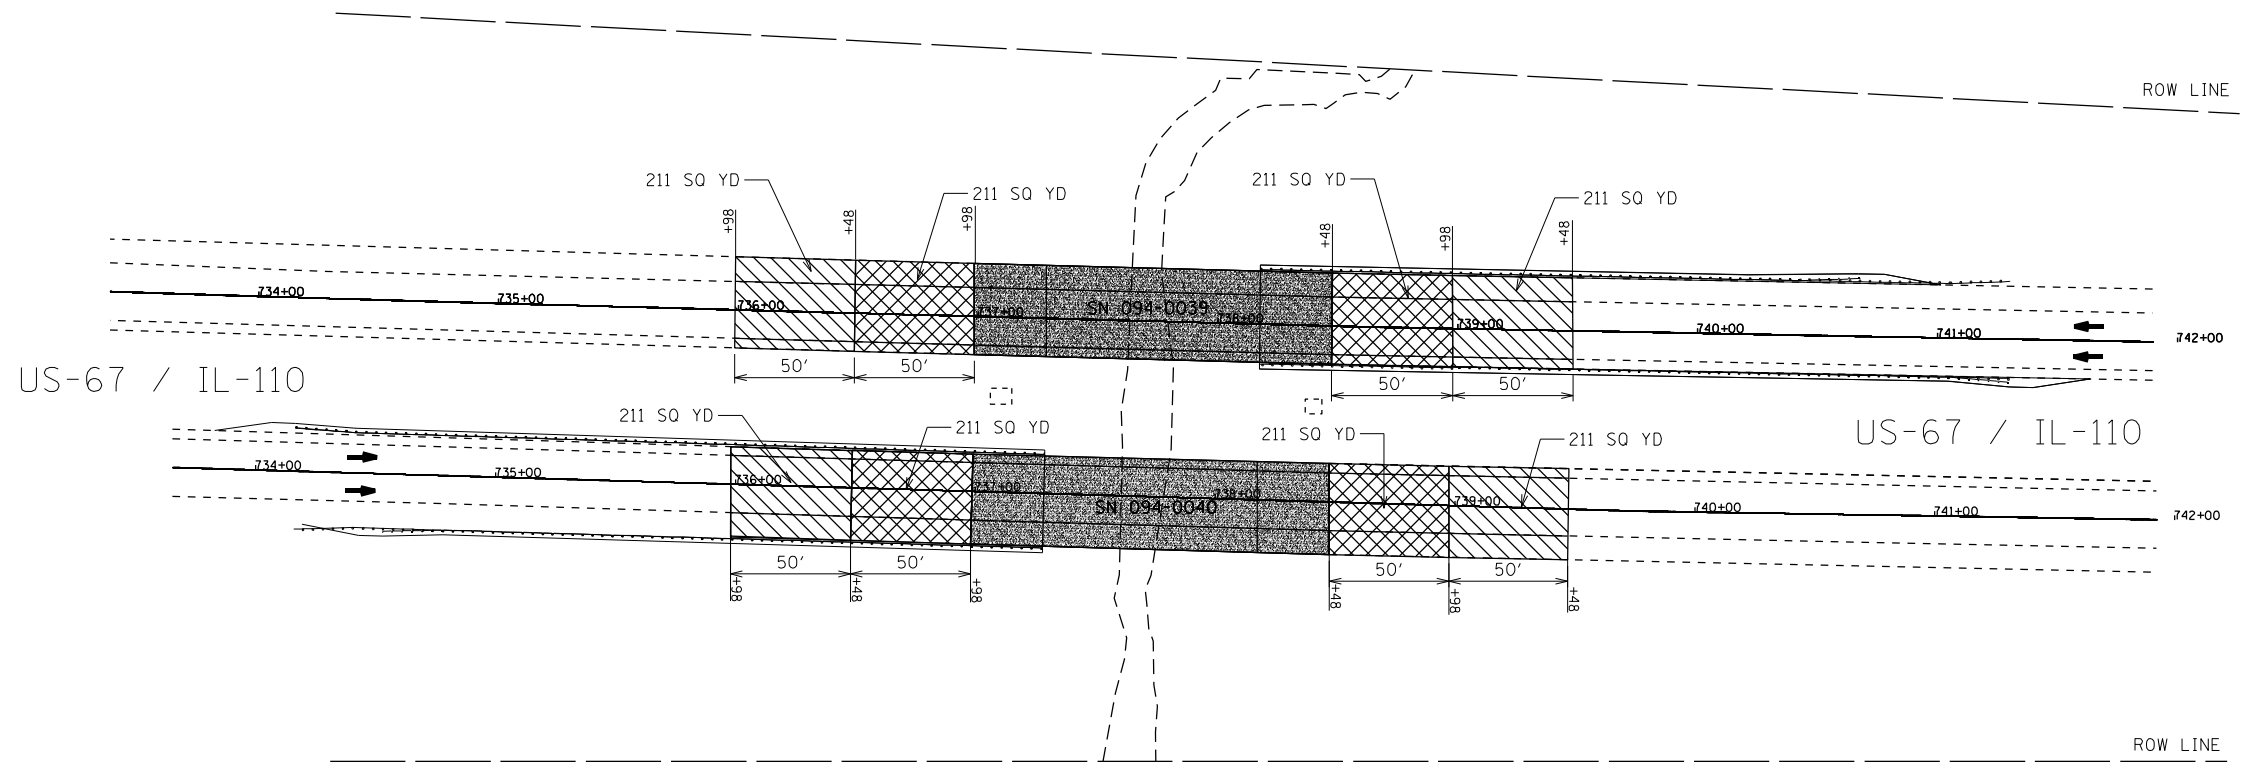 ROW LINE
211 SQ YD
211 SQ YD
211 SQ YD
211 SQ YD
+98
+48
+98
+48
+98
+48
734+00
735+00
736+00
737+00
SN 094-0039
738+00
739+00
740+00
741+00
742+00
50'
50'
50'
50'
US-67 / IL-110
US-67 / IL-110
211 SQ YD
211 SQ YD
211 SQ YD
211 SQ YD
734+00
735+00
736+00
737+00
SN 094-0040
738+00
739+00
740+00
741+00
742+00
50'
50'
50'
50'
+98
+48
+98
+48
+98
+48
ROW LINE